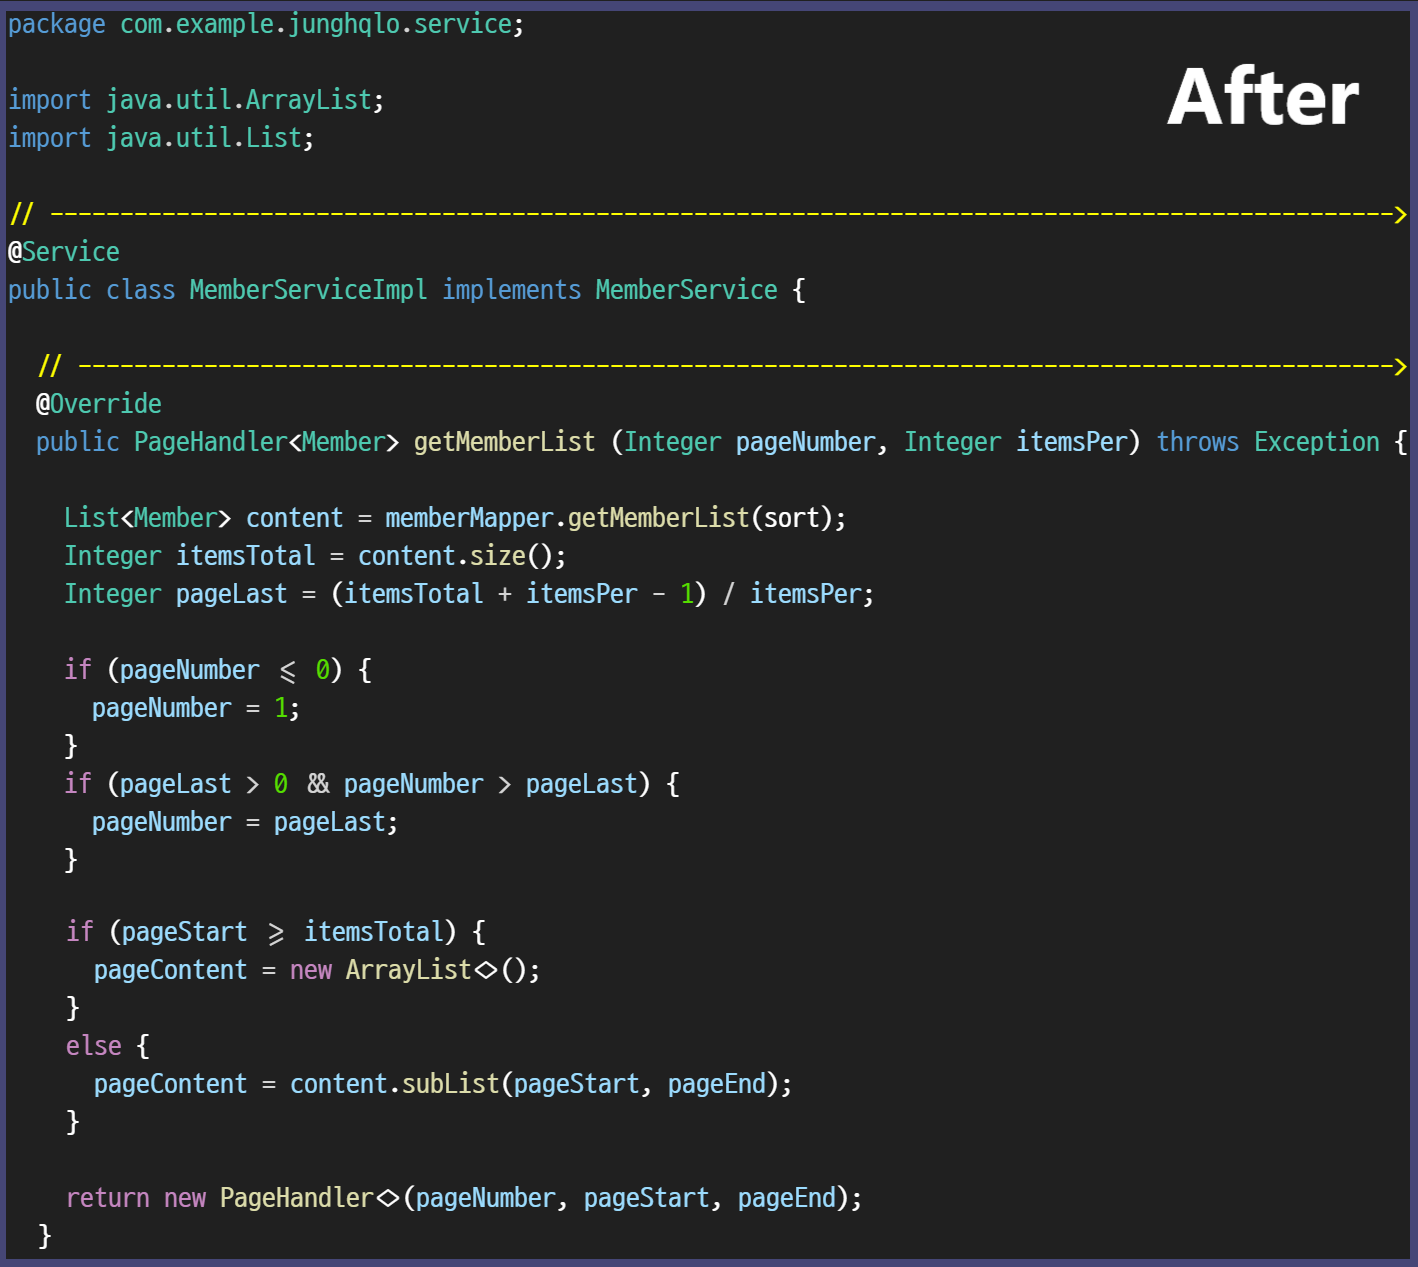 package com.example.junghqlo.service;
After
import java.util.ArrayList;
import java.util.List;
// ------------------------------------------------------------------------------------------------>
@Service
public class MemberServiceImpl implements MemberService {
// ---------------------------------------------------------------------------------------------->
@Override
public PageHandler<Member> getMemberList (Integer pageNumber, Integer itemsPer) throws Exception {
List<Member> content = memberMapper.getMemberList(sort);
Integer itemsTotal = content.size();
Integer pageLast = (itemsTotal + itemsPer - 1) / itemsPer;
if (pageNumber <= 0) {
pageNumber = 1;
}
if (pageLast > 0 && pageNumber > pageLast) {
pageNumber = pageLast;
}
if (pageStart >= itemsTotal) {
pageContent = new ArrayList<>();
}
else {
pageContent = content.subList(pageStart, pageEnd);
}
return new PageHandler<>(pageNumber, pageStart, pageEnd);
}